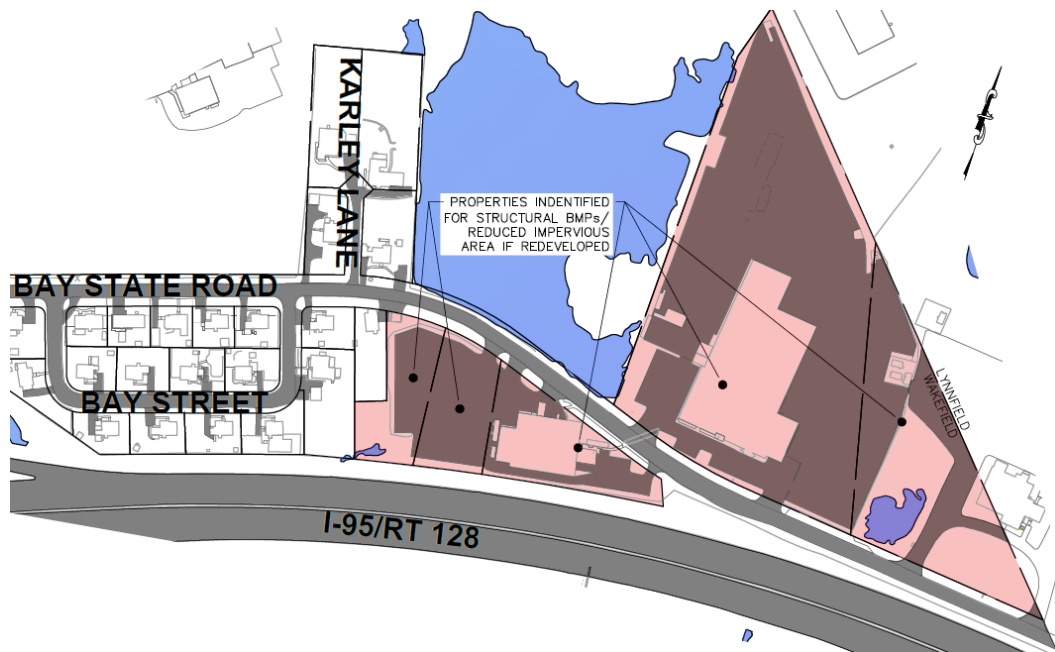 KARLEY LANE
PROPERTIES INDENTIFIED
FOR STRUCTURAL BMPs/
REDUCED IMPERVIOUS
AREA IF REDEVELOPED
BAY STATE ROAD
BAY STREET
LYNNFIELD
WAKEFIELD
I-95/RT 128